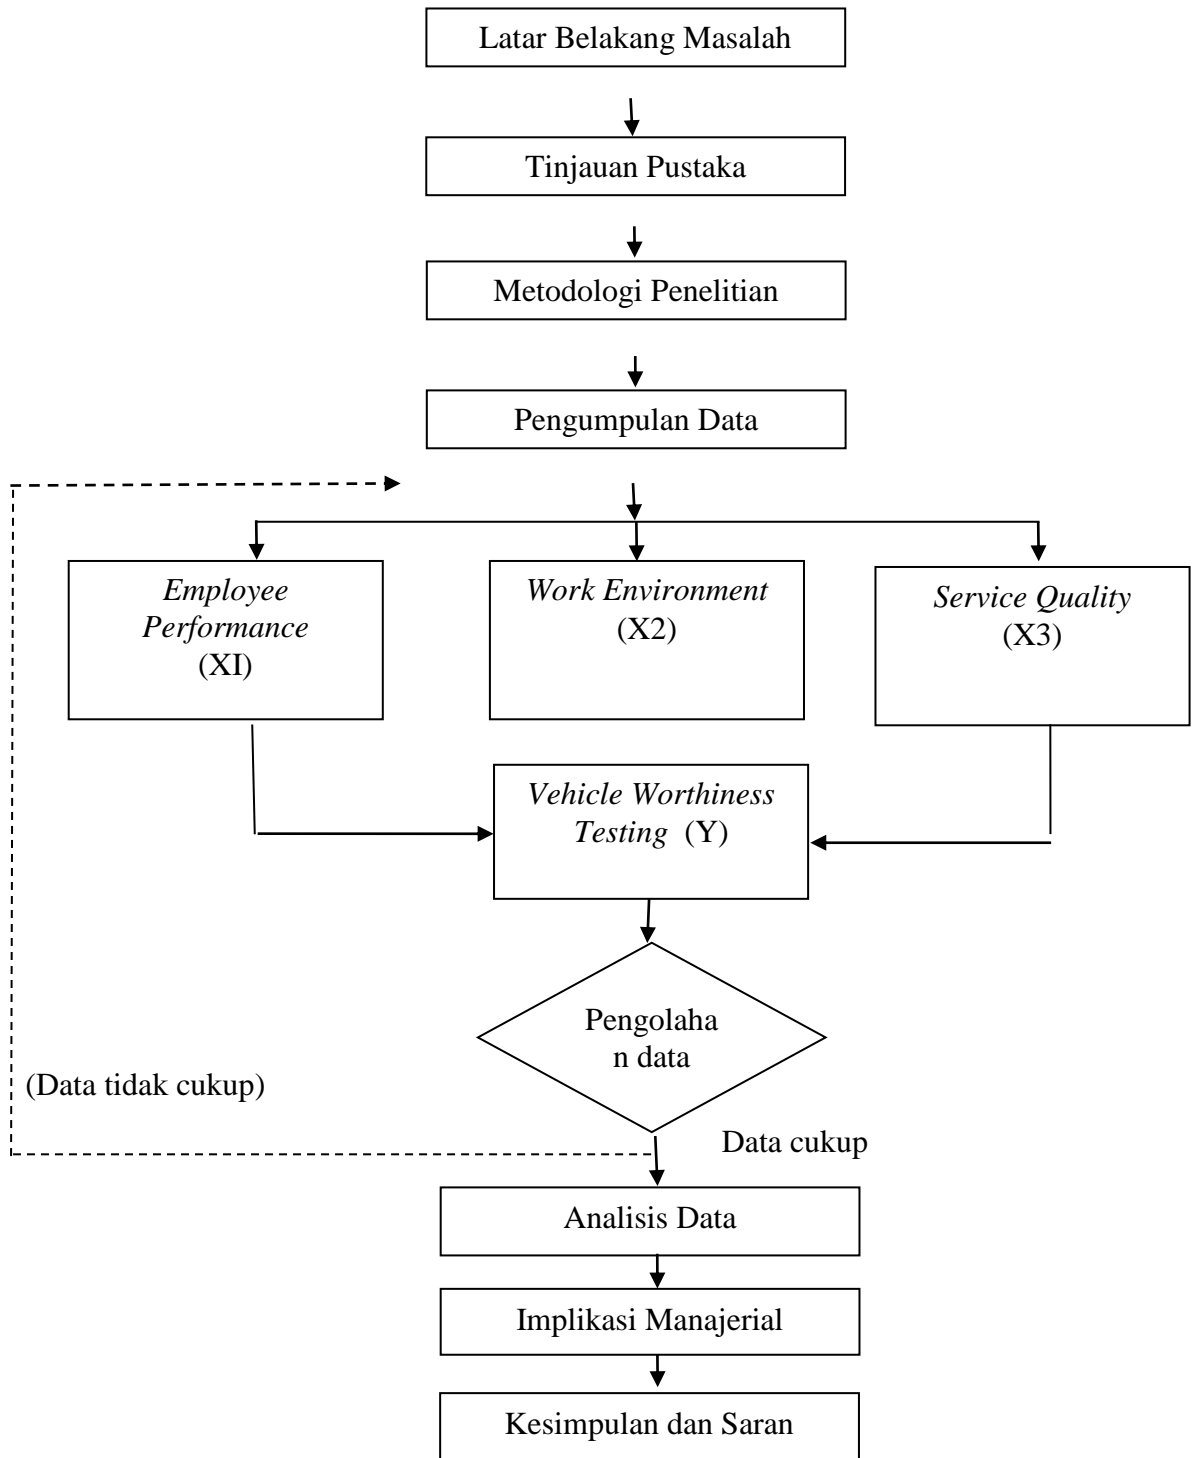 Latar Belakang Masalah
Tinjauan Pustaka
Metodologi Penelitian
Pengumpulan Data
Employee
Performance
(XI)
Work Environment
(X2)
Service Quality
(X3)
Vehicle Worthiness
Testing (Y)
Pengolaha
n data
(Data tidak cukup)
Data cukup
Analisis Data
Implikasi Manajerial
Kesimpulan dan Saran